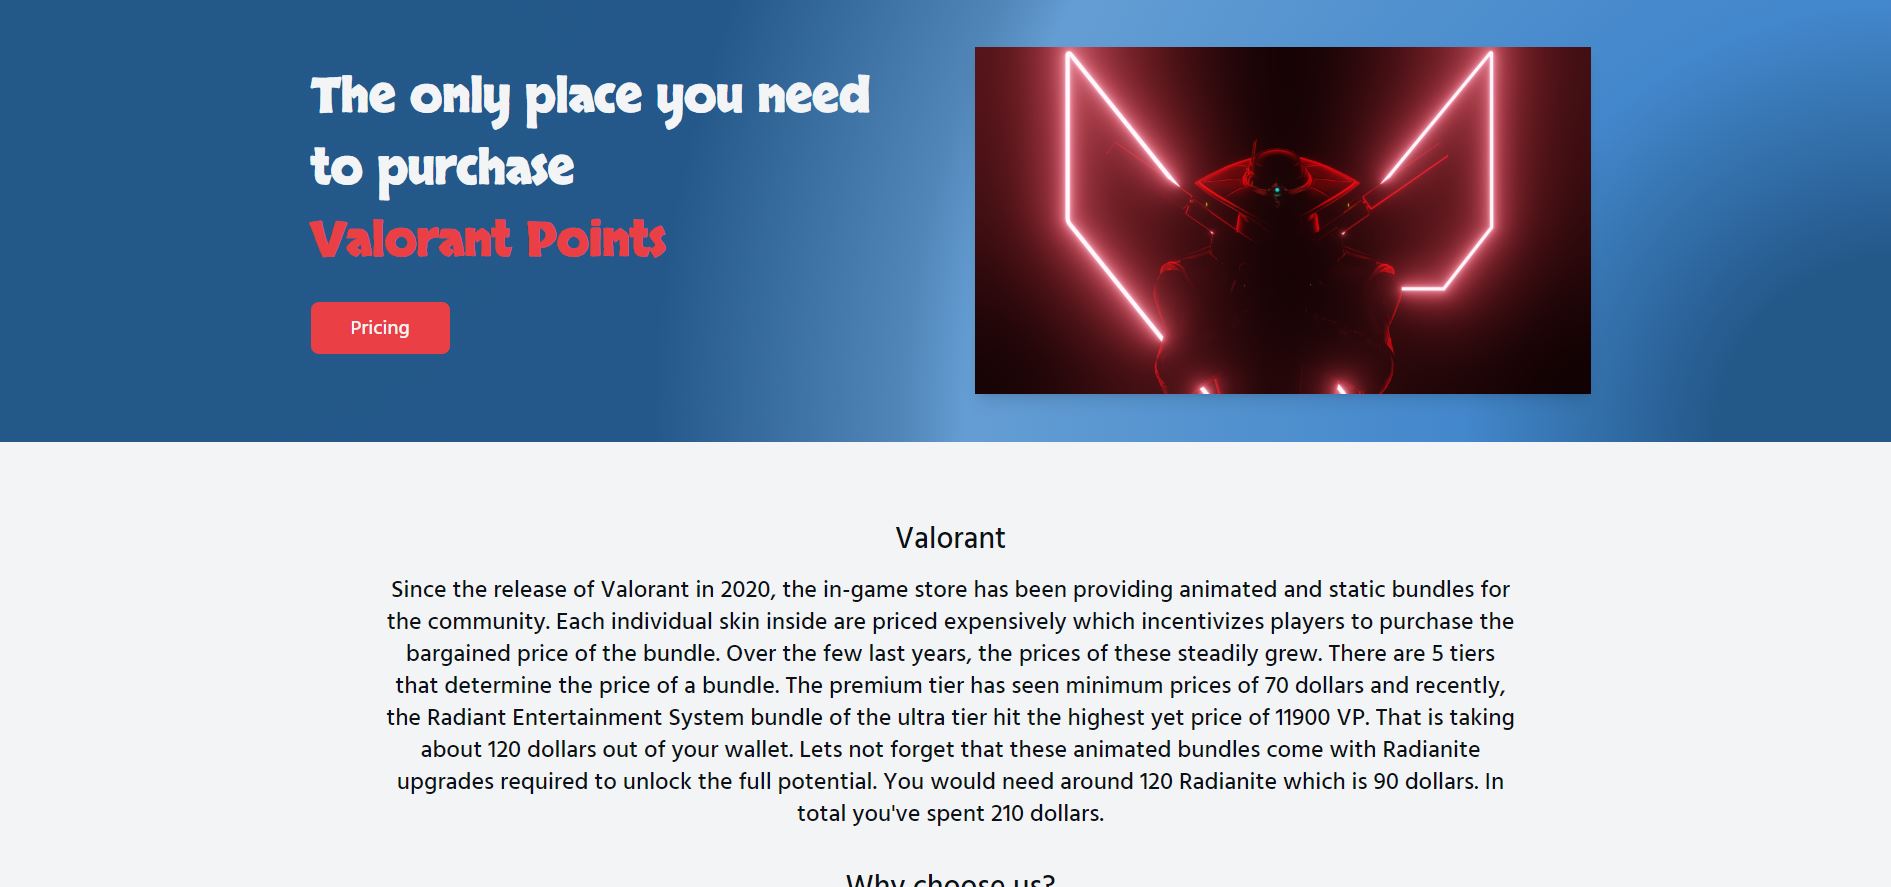 The only place you need
to purchase
Valorant Points
Pricing
Valorant
Since the release of Valorant in 2020, the in-game store has been providing animated and static bundles for
the community. Each individual skin inside are priced expensively which incentivizes players to purchase the
bargained price of the bundle. Over the few last years, the prices of these steadily grew. There are 5 tiers
that determine the price of a bundle. The premium tier has seen minimum prices of 70 dollars and recently,
the Radiant Entertainment System bundle of the ultra tier hit the highest yet price of 11900 VP. That is taking
about 120 dollars out of your wallet. Lets not forget that these animated bundles come with Radianite
upgrades required to unlock the full potential. You would need around 120 Radianite which is 90 dollars. In
total you've spent 210 dollars.
Why choose us?